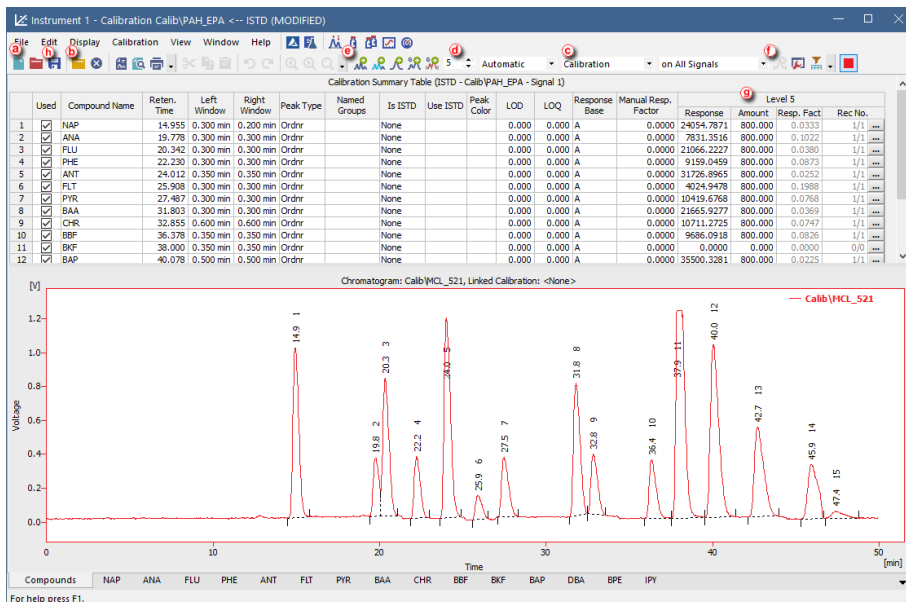 Instrument 1 - Calibration Calib\PAH_EPA <-- ISTD (MODIFIED)
File Edit Display Calibration View Window Help
a h b e d c f
5 Automatic Calibration on All Signals
Calibration Summary Table (ISTD - Calib\PAH_EPA - Signal 1)
g Level 5
Used Compound Name Reten. Time Left Window Right Window Peak Type Named Groups Is ISTD Use ISTD Peak Color LOD LOQ Response Base Manual Resp. Factor Response Amount Resp. Fact Rec No.
1 NAP 14.955 0.300 min 0.200 min Ordnr None 0.000 0.000 A 0.0000 24054.7871 800.000 0.0333 1/1 ...
2 ANA 19.778 0.300 min 0.300 min Ordnr None 0.000 0.000 A 0.0000 7831.3516 800.000 0.1022 1/1 ...
3 FLU 20.342 0.300 min 0.300 min Ordnr None 0.000 0.000 A 0.0000 21066.2227 800.000 0.0380 1/1 ...
4 PHE 22.230 0.300 min 0.300 min Ordnr None 0.000 0.000 A 0.0000 9159.0459 800.000 0.0873 1/1 ...
5 ANT 24.012 0.300 min 0.350 min Ordnr None 0.000 0.000 A 0.0000 31726.8965 800.000 0.0252 1/1 ...
6 FLT 25.908 0.300 min 0.300 min Ordnr None 0.000 0.000 A 0.0000 4024.9478 800.000 0.1988 1/1 ...
7 PYR 27.487 0.300 min 0.300 min Ordnr None 0.000 0.000 A 0.0000 10419.6768 800.000 0.0768 1/1 ...
8 BAA 31.803 0.300 min 0.300 min Ordnr None 0.000 0.000 A 0.0000 21665.9277 800.000 0.0369 1/1 ...
9 CHR 32.855 0.600 min 0.600 min Ordnr None 0.000 0.000 A 0.0000 10711.2725 800.000 0.0747 1/1 ...
10 BBF 36.378 0.350 min 0.350 min Ordnr None 0.000 0.000 A 0.0000 9686.0918 800.000 0.0826 1/1 ...
11 BKF 38.000 0.350 min 0.350 min Ordnr None 0.000 0.000 A 0.0000 0.0000 0.000 0.0000 0/0 ...
12 BAP 40.078 0.500 min 0.500 min Ordnr None 0.000 0.000 A 0.0000 35500.3281 800.000 0.0225 1/1 ...
Chromatogram: Calib\MCL_521, Linked Calibration: <None>
[V]
Calib\MCL_521
1.2
1.0
0.8
0.6
0.4
0.2
0.0
Voltage
14.9 1
19.8 2
20.3 3
22.2 4
24.0 5
25.9 6
27.5 7
31.8 8
32.8 9
36.4 10
37.9 11
40.0 12
42.7 13
45.9 14
47.4 15
0 10 20 30 40 50
Time [min]
Compounds NAP ANA FLU PHE ANT FLT PYR BAA CHR BBF BKF BAP DBA BPE IPY
For help press F1.